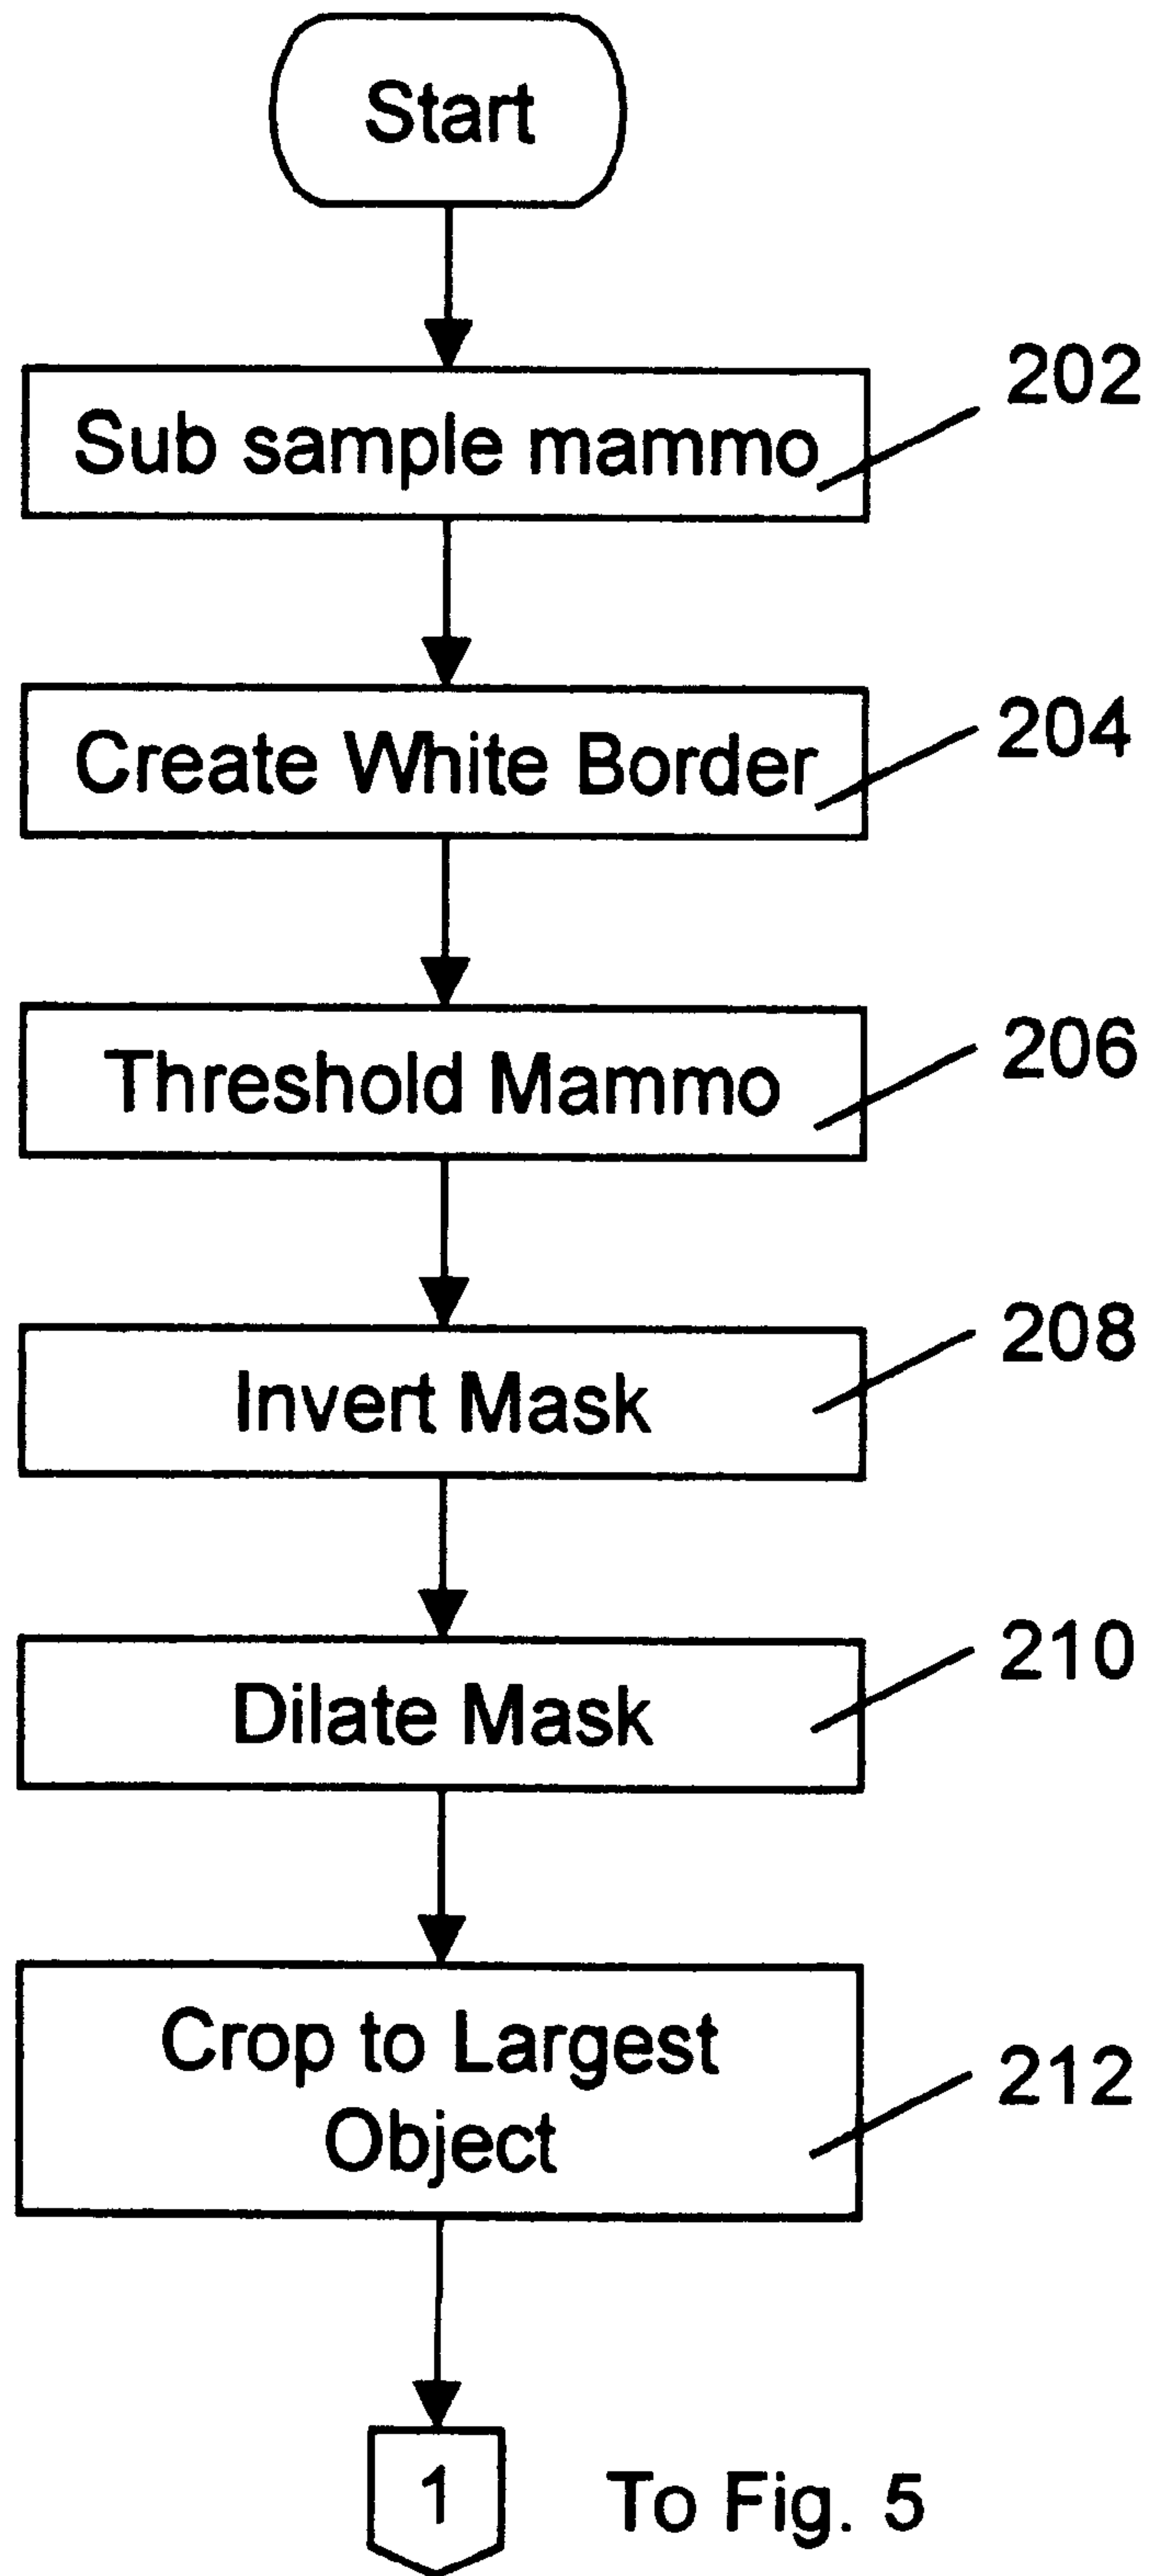 Start
202
Sub sample mammo
204
Create White Border
206
Threshold Mammo
208
Invert Mask
210
Dilate Mask
Crop to Largest
212
Object
1
To Fig. 5